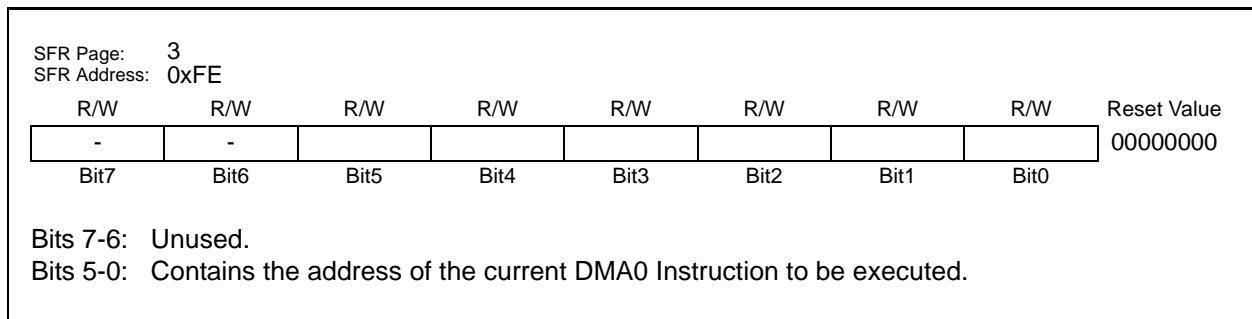 SFR Page: 3
SFR Address: 0xFE
R/W R/W R/W R/W R/W R/W R/W R/W Reset Value
- - 00000000
Bit7 Bit6 Bit5 Bit4 Bit3 Bit2 Bit1 Bit0
Bits 7-6: Unused.
Bits 5-0: Contains the address of the current DMA0 Instruction to be executed.